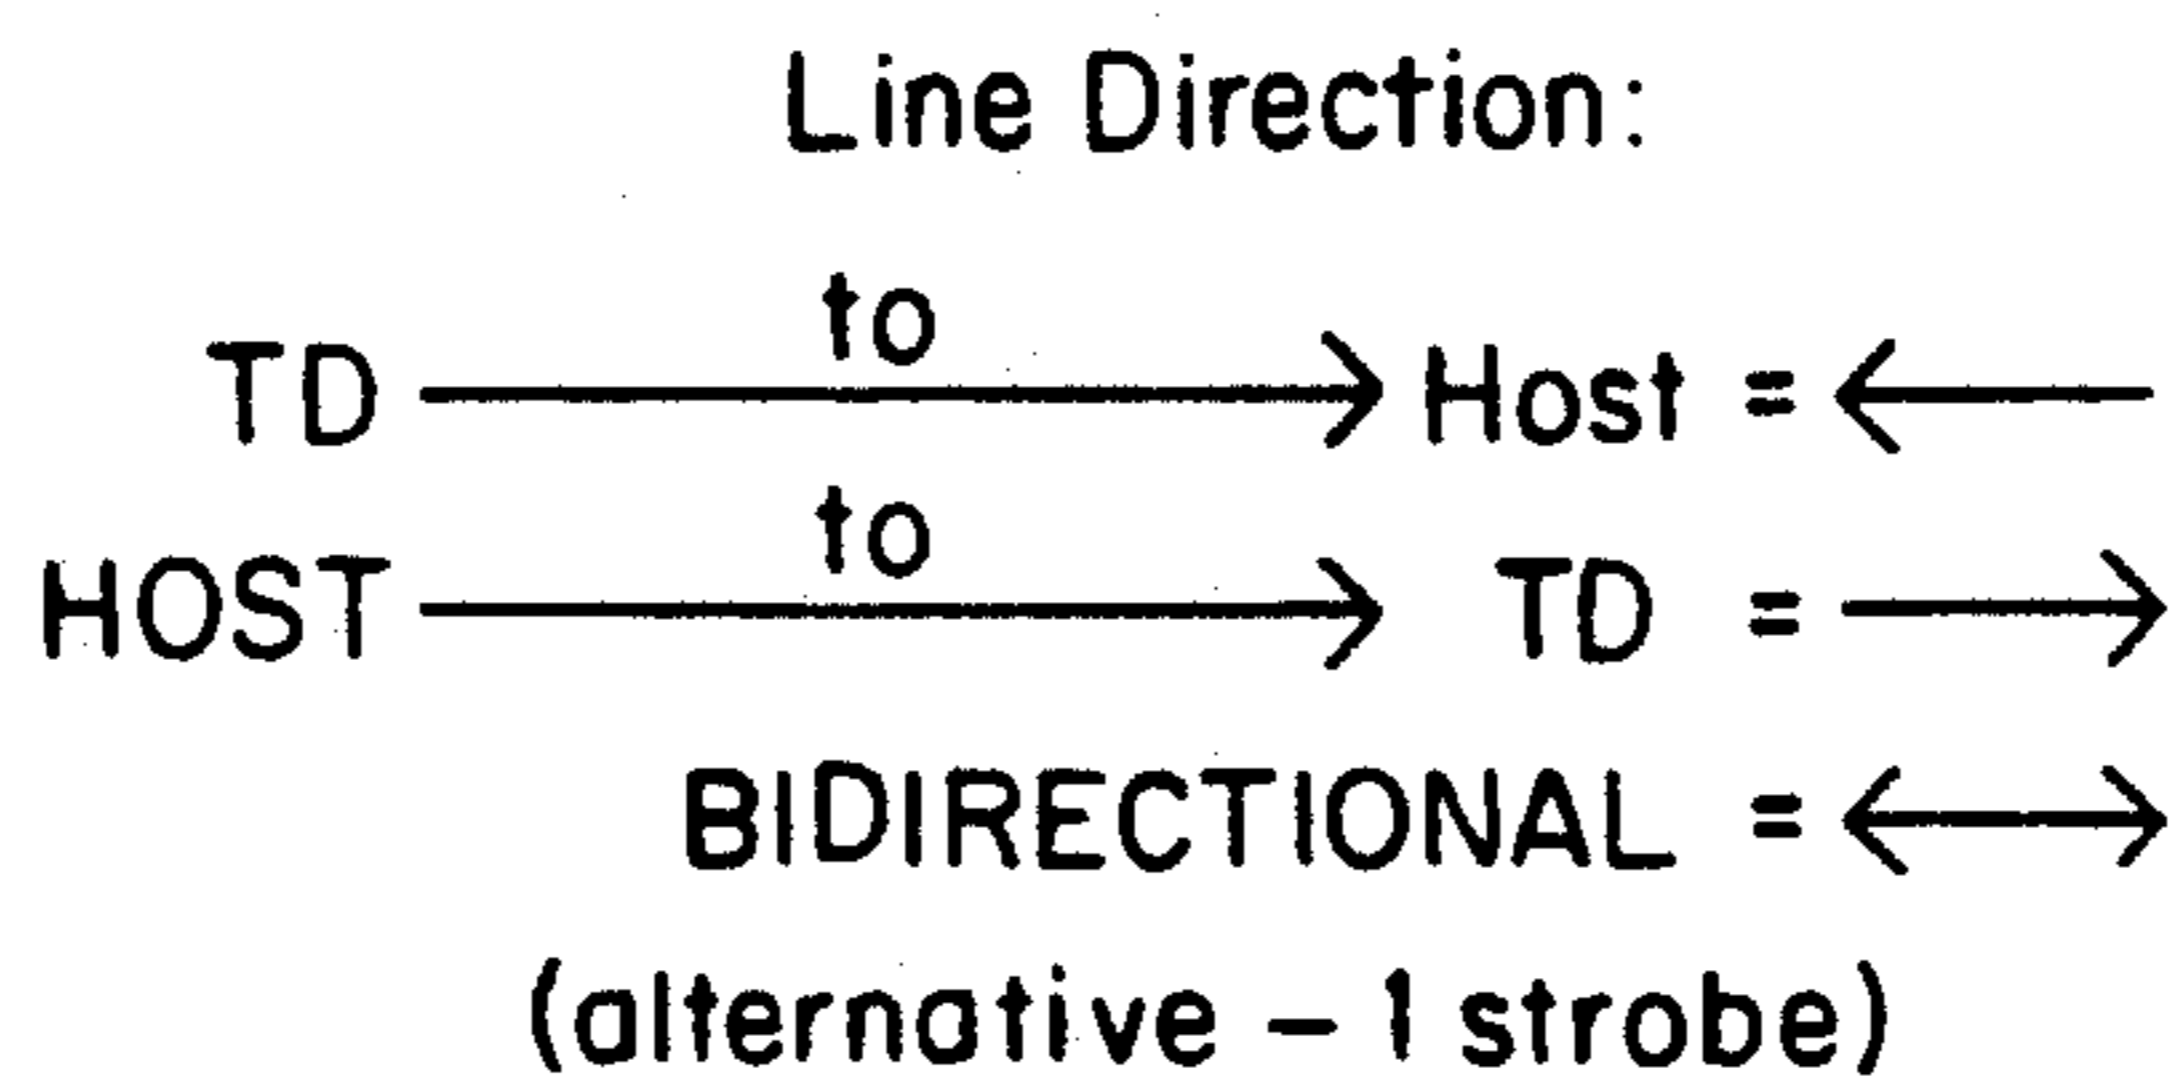 Line Direction:
TD to → Host = ←
HOST to → TD = →
BIDIRECTIONAL = ↔
(alternative – 1 strobe)